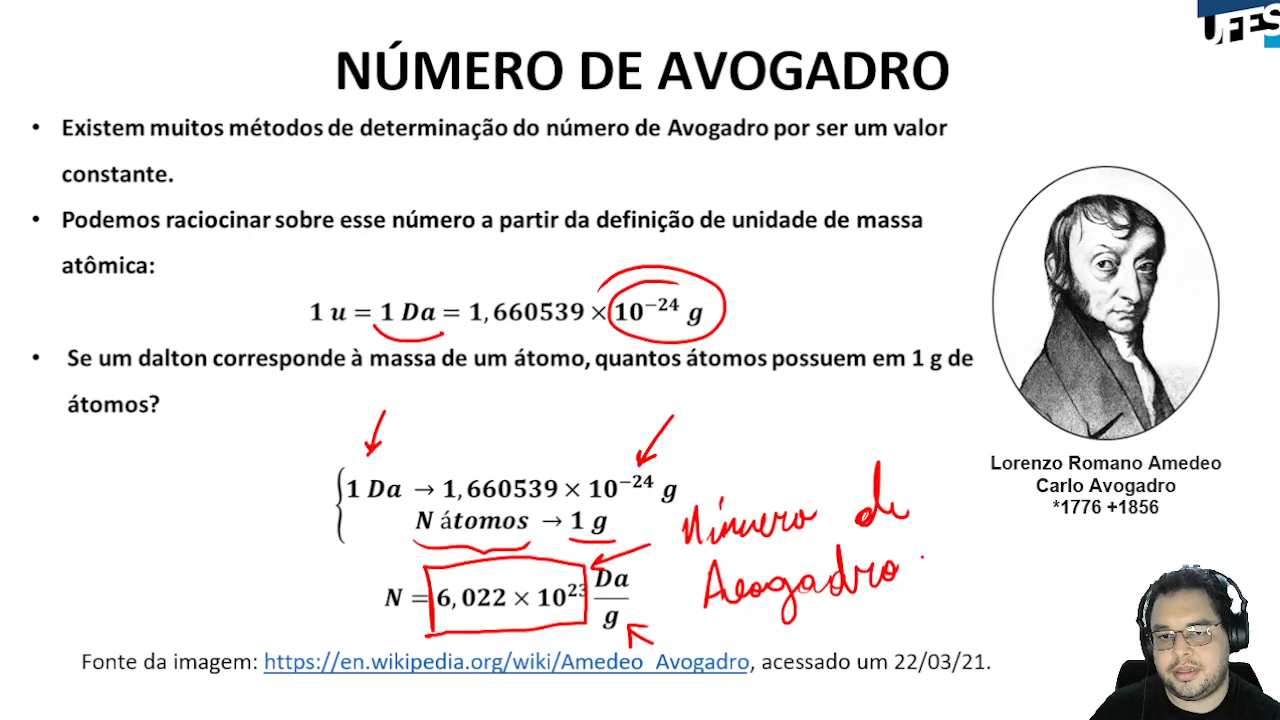 UFES
NÚMERO DE AVOGADRO
• Existem muitos métodos de determinação do número de Avogadro por ser um valor
constante.
• Podemos raciocinar sobre esse número a partir da definição de unidade de massa
atômica:
1 u = 1 Da = 1,660539 × 10⁻²⁴ g
• Se um dalton corresponde à massa de um átomo, quantos átomos possuem em 1 g de
átomos?
1 Da → 1,660539 × 10⁻²⁴ g
N átomos → 1 g
N = 6,022 × 10²³ Da/g
Número de
Avogadro
Lorenzo Romano Amedeo
Carlo Avogadro
*1776 +1856
Fonte da imagem: https://en.wikipedia.org/wiki/Amedeo_Avogadro, acessado um 22/03/21.